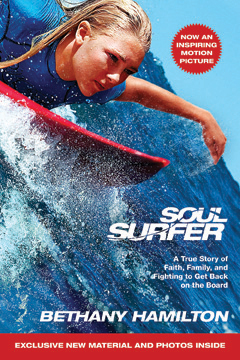 NOW AN
INSPIRING
MOTION
PICTURE
SOUL
SURFER
A True Story of
Faith, Family, and
Fighting to Get Back
on the Board
BETHANY HAMILTON
EXCLUSIVE NEW MATERIAL AND PHOTOS INSIDE